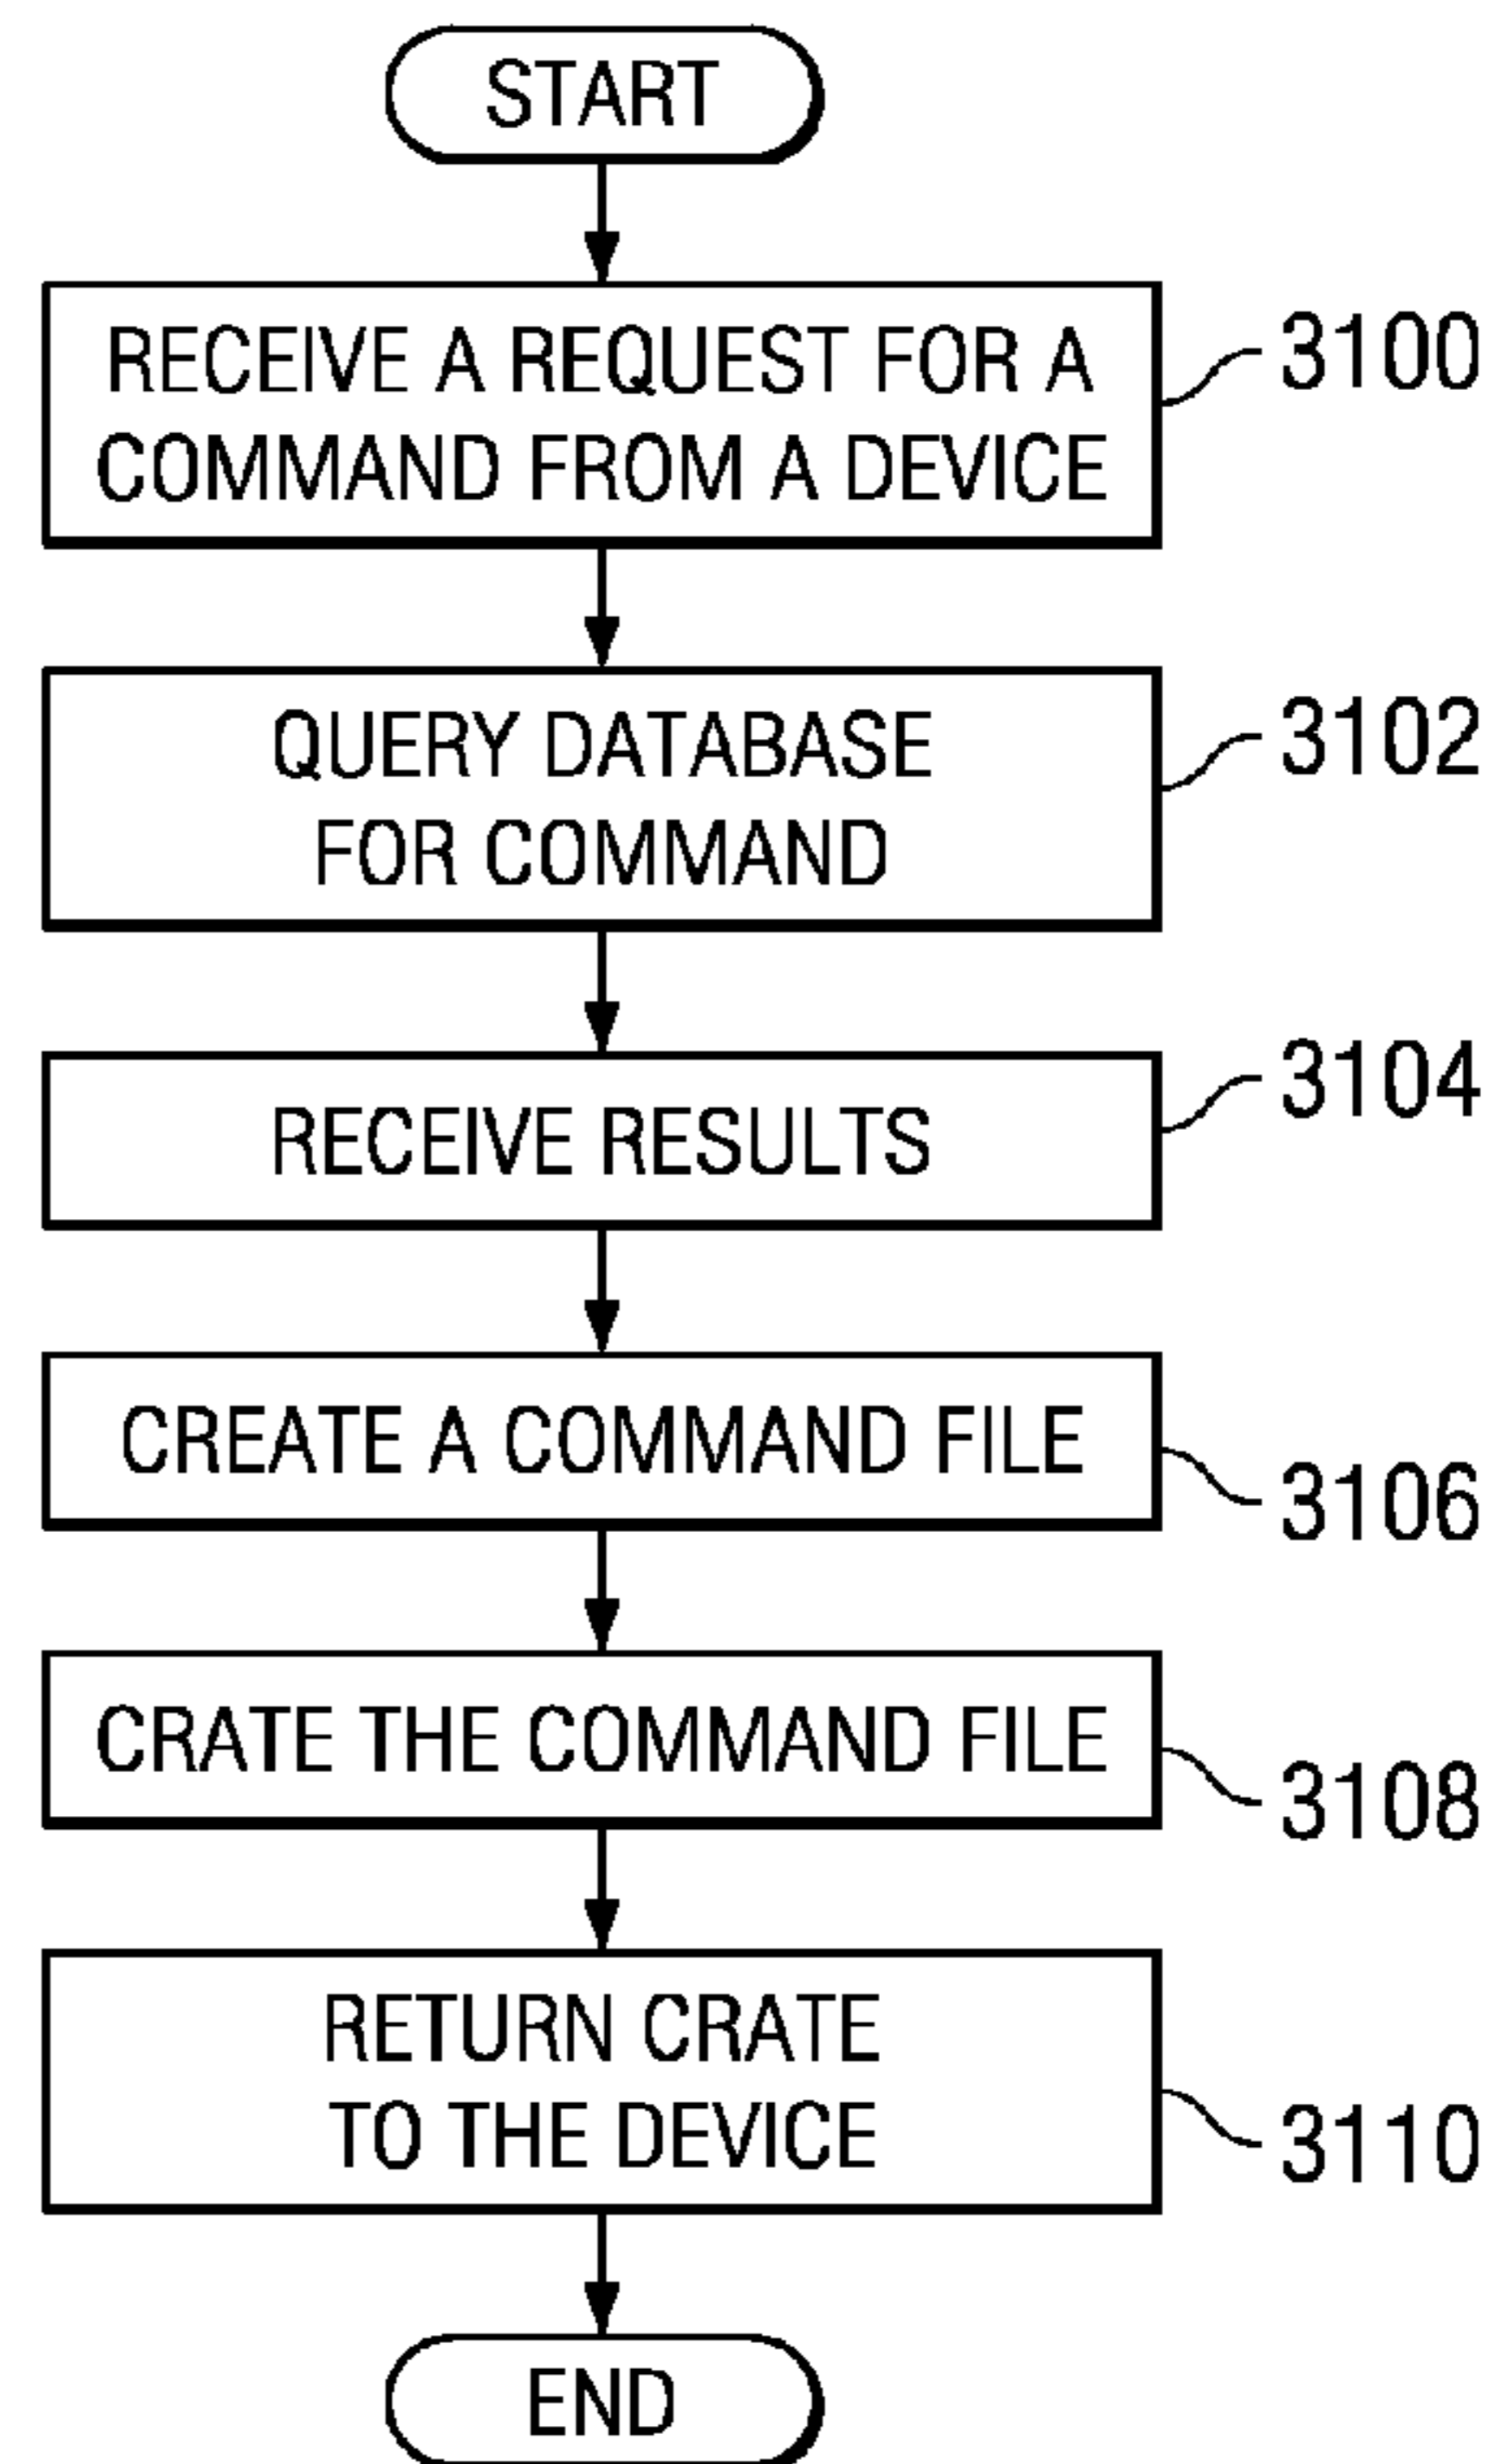 START
RECEIVE A REQUEST FOR A
COMMAND FROM A DEVICE
3100
QUERY DATABASE
FOR COMMAND
3102
RECEIVE RESULTS
3104
CREATE A COMMAND FILE
3106
CRATE THE COMMAND FILE
3108
RETURN CRATE
TO THE DEVICE
3110
END